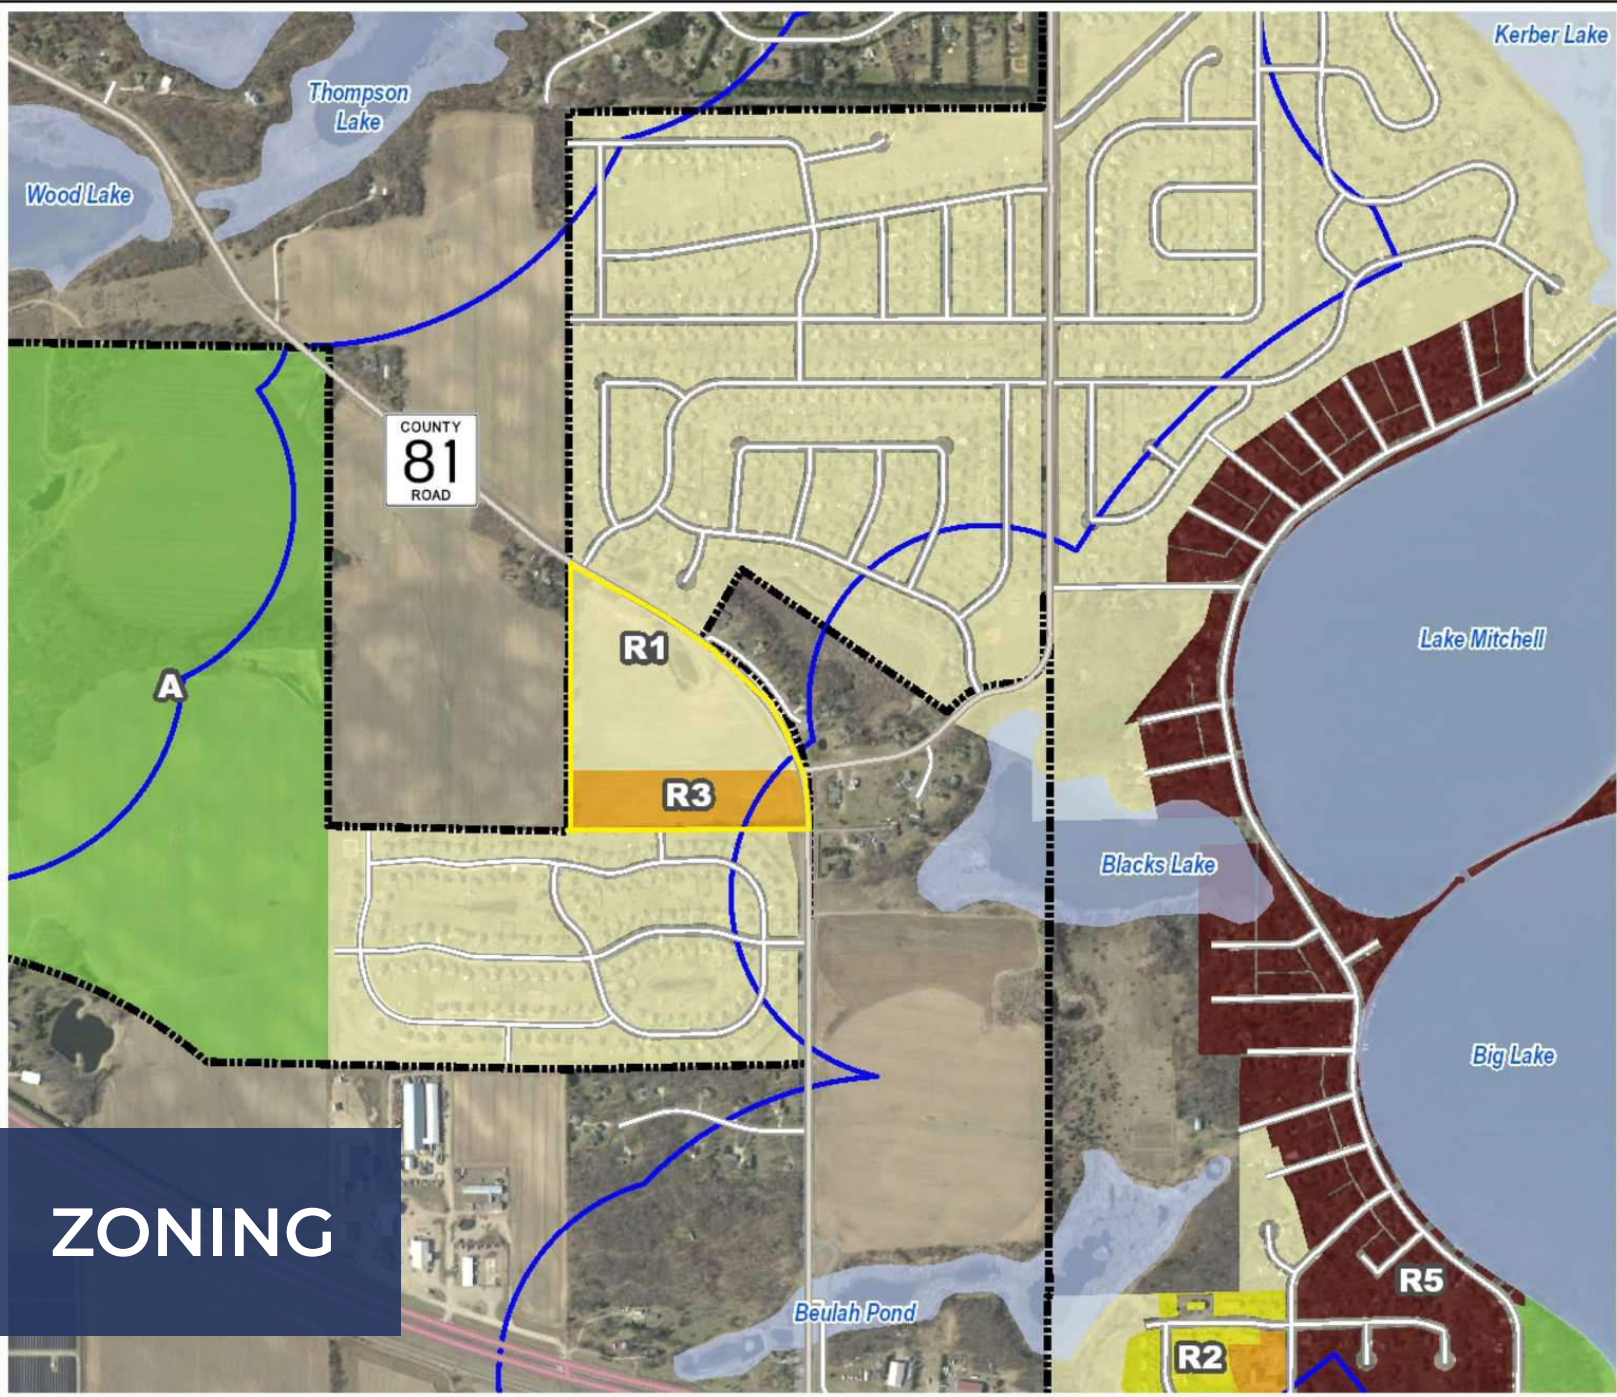 Kerber Lake
Thompson
Lake
Wood Lake
COUNTY
81
ROAD
R1
Lake Mitchell
A
R3
Blacks Lake
Big Lake
ZONING
R5
Beulah Pond
R2